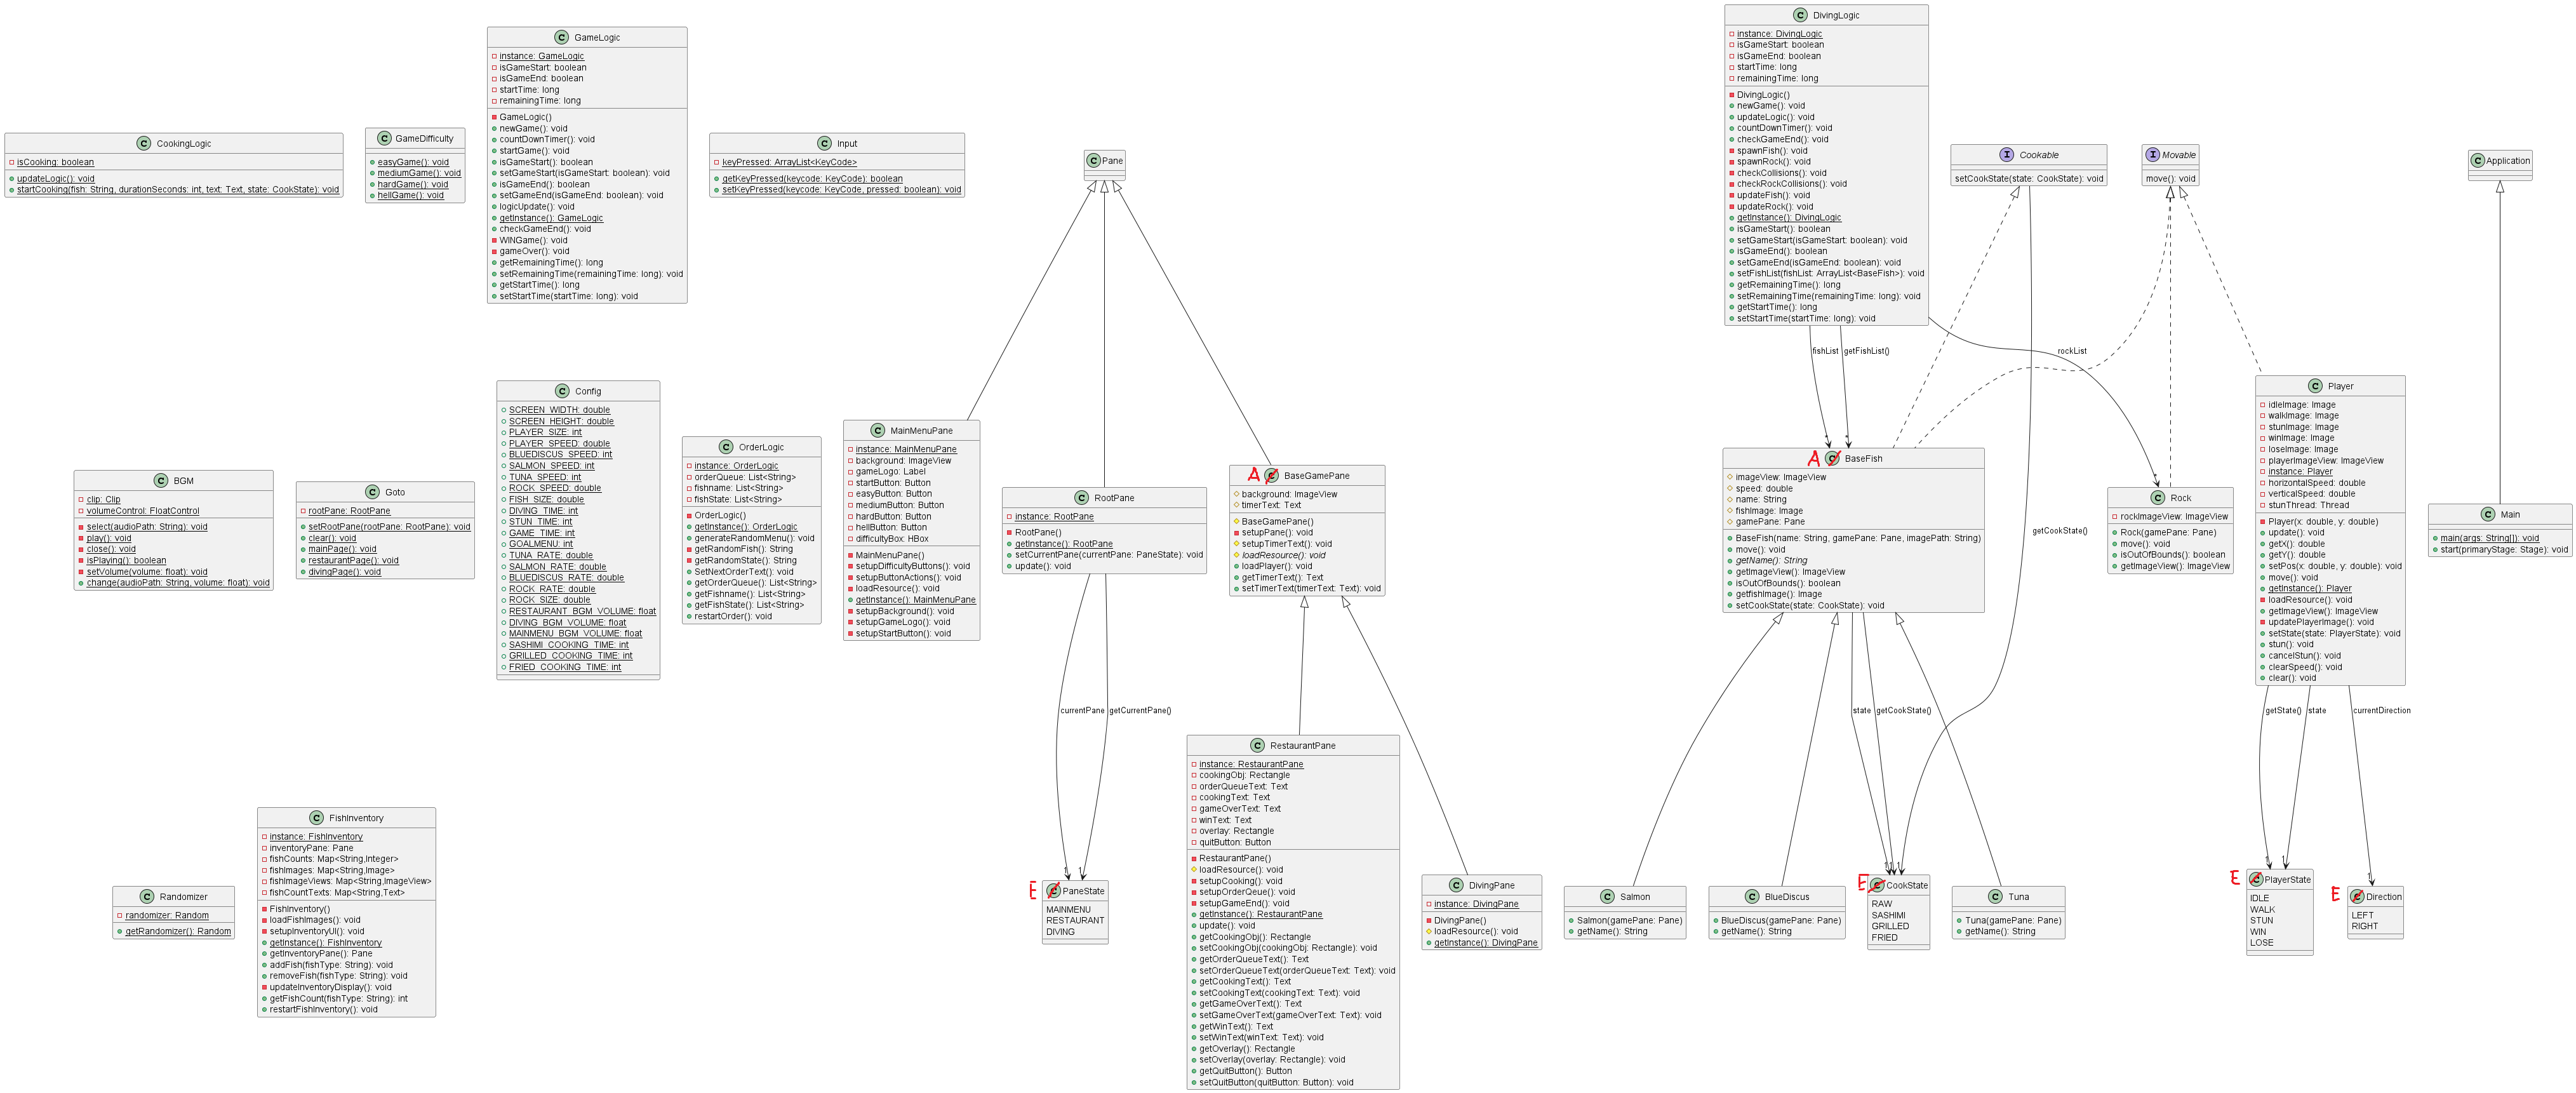 C GameLogic
instance: GameLogic
isGameStart: boolean
isGameEnd: boolean
startTime: long
remainingTime: long
GameLogic()
newGame(): void
countDownTimer(): void
startGame(): void
isGameStart(): boolean
setGameStart(isGameStart: boolean): void
isGameEnd(): boolean
setGameEnd(isGameEnd: boolean): void
logicUpdate(): void
getInstance(): GameLogic
checkGameEnd(): void
WINGame(): void
gameOver(): void
getRemainingTime(): long
setRemainingTime(remainingTime: long): void
getStartTime(): long
setStartTime(startTime: long): void
C CookingLogic
isCooking: boolean
updateLogic(): void
startCooking(fish: String, durationSeconds: int, text: Text, state: CookState): void
C GameDifficulty
easyGame(): void
mediumGame(): void
hardGame(): void
hellGame(): void
C Input
keyPressed: ArrayList<KeyCode>
getKeyPressed(keycode: KeyCode): boolean
setKeyPressed(keycode: KeyCode, pressed: boolean): void
C Pane
C DivingLogic
instance: DivingLogic
isGameStart: boolean
isGameEnd: boolean
startTime: long
remainingTime: long
DivingLogic()
newGame(): void
updateLogic(): void
countDownTimer(): void
checkGameEnd(): void
spawnFish(): void
spawnRock(): void
checkCollisions(): void
checkRockCollisions(): void
updateFish(): void
updateRock(): void
getInstance(): DivingLogic
isGameStart(): boolean
setGameStart(isGameStart: boolean): void
isGameEnd(): boolean
setGameEnd(isGameEnd: boolean): void
setFishList(fishList: ArrayList<BaseFish>): void
getRemainingTime(): long
setRemainingTime(remainingTime: long): void
getStartTime(): long
setStartTime(startTime: long): void
I Cookable
setCookState(state: CookState): void
I Movable
move(): void
C Application
fishList
getFishList()
rockList
getCookState()
C BGM
clip: Clip
volumeControl: FloatControl
select(audioPath: String): void
play(): void
close(): void
isPlaying(): boolean
setVolume(volume: float): void
change(audioPath: String, volume: float): void
C Goto
rootPane: RootPane
setRootPane(rootPane: RootPane): void
clear(): void
mainPage(): void
restaurantPage(): void
divingPage(): void
C Config
SCREEN_WIDTH: double
SCREEN_HEIGHT: double
PLAYER_SIZE: int
PLAYER_SPEED: double
BLUEDISCUS_SPEED: int
SALMON_SPEED: int
TUNA_SPEED: int
ROCK_SPEED: double
FISH_SIZE: double
DIVING_TIME: int
STUN_TIME: int
GAME_TIME: int
GOALMENU: int
TUNA_RATE: double
SALMON_RATE: double
BLUEDISCUS_RATE: double
ROCK_RATE: double
ROCK_SIZE: double
RESTAURANT_BGM_VOLUME: float
DIVING_BGM_VOLUME: float
MAINMENU_BGM_VOLUME: float
SASHIMI_COOKING_TIME: int
GRILLED_COOKING_TIME: int
FRIED_COOKING_TIME: int
C OrderLogic
instance: OrderLogic
orderQueue: List<String>
fishname: List<String>
fishState: List<String>
OrderLogic()
getInstance(): OrderLogic
generateRandomMenu(): void
getRandomFish(): String
getRandomState(): String
SetNextOrderText(): void
getOrderQueue(): List<String>
getFishname(): List<String>
getFishState(): List<String>
restartOrder(): void
C MainMenuPane
instance: MainMenuPane
background: ImageView
gameLogo: Label
startButton: Button
easyButton: Button
mediumButton: Button
hardButton: Button
hellButton: Button
difficultyBox: HBox
MainMenuPane()
setupDifficultyButtons(): void
setupButtonActions(): void
loadResource(): void
getInstance(): MainMenuPane
setupBackground(): void
setupGameLogo(): void
setupStartButton(): void
C RootPane
instance: RootPane
RootPane()
getInstance(): RootPane
setCurrentPane(currentPane: PaneState): void
update(): void
A C BaseGamePane
background: ImageView
timerText: Text
BaseGamePane()
setupPane(): void
setupTimerText(): void
loadResource(): void
loadPlayer(): void
getTimerText(): Text
setTimerText(timerText: Text): void
* *
A C BaseFish
imageView: ImageView
speed: double
name: String
fishImage: Image
gamePane: Pane
BaseFish(name: String, gamePane: Pane, imagePath: String)
move(): void
getName(): String
getImageView(): ImageView
isOutOfBounds(): boolean
getfishImage(): Image
setCookState(state: CookState): void
*
C Rock
rockImageView: ImageView
Rock(gamePane: Pane)
move(): void
isOutOfBounds(): boolean
getImageView(): ImageView
C Player
idleImage: Image
walkImage: Image
stunImage: Image
winImage: Image
loseImage: Image
playerImageView: ImageView
instance: Player
horizontalSpeed: double
verticalSpeed: double
stunThread: Thread
Player(x: double, y: double)
update(): void
getX(): double
getY(): double
setPos(x: double, y: double): void
move(): void
getInstance(): Player
loadResource(): void
getImageView(): ImageView
updatePlayerImage(): void
setState(state: PlayerState): void
stun(): void
cancelStun(): void
clearSpeed(): void
clear(): void
C Main
main(args: String[]): void
start(primaryStage: Stage): void
currentPane
getCurrentPane()
state
getCookState()
getState()
state
currentDirection
C Randomizer
randomizer: Random
getRandomizer(): Random
C FishInventory
instance: FishInventory
inventoryPane: Pane
fishCounts: Map<String,Integer>
fishImages: Map<String,Image>
fishImageViews: Map<String,ImageView>
fishCountTexts: Map<String,Text>
FishInventory()
loadFishImages(): void
setupInventoryUI(): void
getInstance(): FishInventory
getInventoryPane(): Pane
addFish(fishType: String): void
removeFish(fishType: String): void
updateInventoryDisplay(): void
getFishCount(fishType: String): int
restartFishInventory(): void
1 1
E C PaneState
MAINMENU
RESTAURANT
DIVING
C RestaurantPane
instance: RestaurantPane
cookingObj: Rectangle
orderQueueText: Text
cookingText: Text
gameOverText: Text
winText: Text
overlay: Rectangle
quitButton: Button
RestaurantPane()
loadResource(): void
setupCooking(): void
setupOrderQeue(): void
setupGameEnd(): void
getInstance(): RestaurantPane
update(): void
getCookingObj(): Rectangle
setCookingObj(cookingObj: Rectangle): void
getOrderQueueText(): Text
setOrderQueueText(orderQueueText: Text): void
getCookingText(): Text
setCookingText(cookingText: Text): void
getGameOverText(): Text
setGameOverText(gameOverText: Text): void
getWinText(): Text
setWinText(winText: Text): void
getOverlay(): Rectangle
setOverlay(overlay: Rectangle): void
getQuitButton(): Button
setQuitButton(quitButton: Button): void
C DivingPane
instance: DivingPane
DivingPane()
loadResource(): void
getInstance(): DivingPane
C Salmon
Salmon(gamePane: Pane)
getName(): String
C BlueDiscus
BlueDiscus(gamePane: Pane)
getName(): String
1 1 1
E C CookState
RAW
SASHIMI
GRILLED
FRIED
C Tuna
Tuna(gamePane: Pane)
getName(): String
1 1
E C PlayerState
IDLE
WALK
STUN
WIN
LOSE
1
E C Direction
LEFT
RIGHT